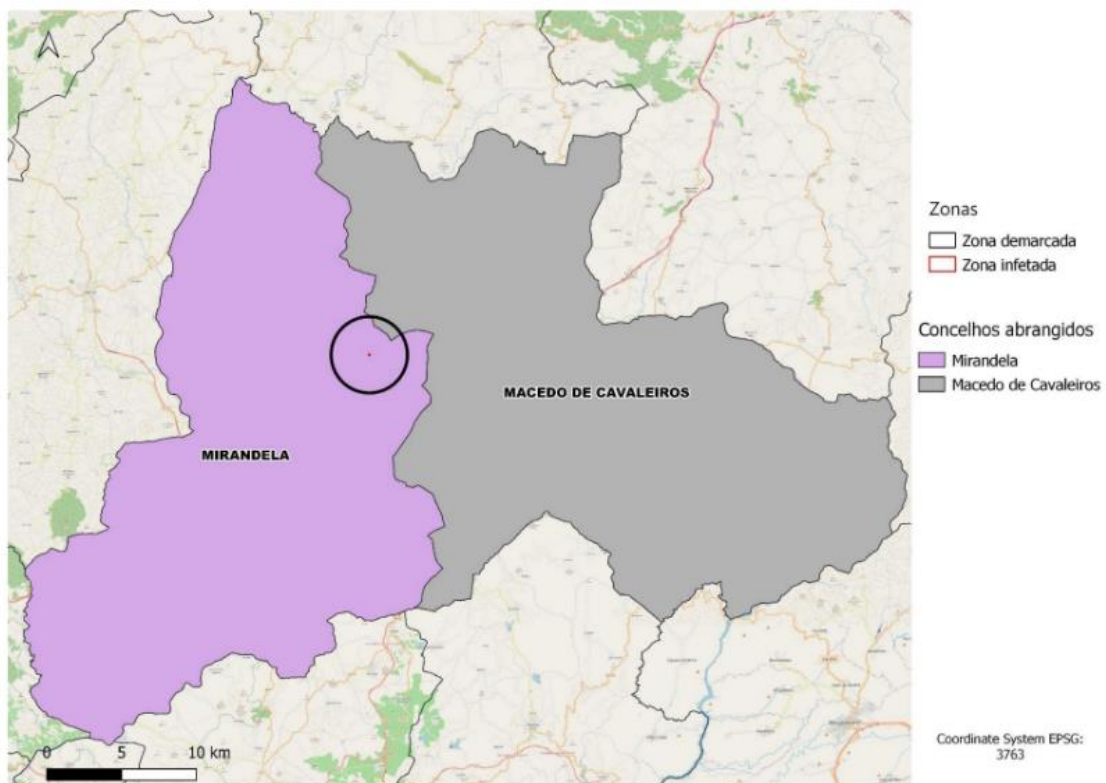 Zonas
Zona demarcada
Zona infetada
Concelhos abrangidos
Mirandela
Macedo de Cavaleiros
MACEDO DE CAVALEIROS
MIRANDELA
0 5 10 km
Coordinate System EPSG:
3763